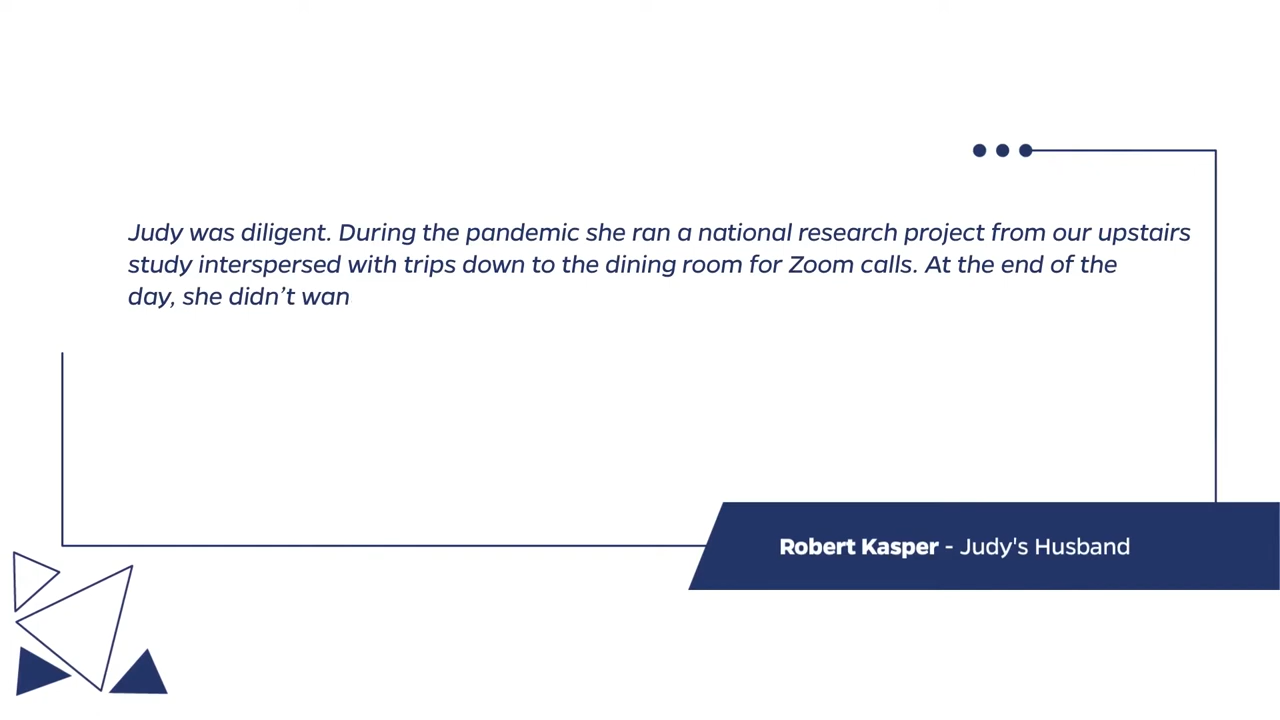 Judy was diligent. During the pandemic she ran a national research project from our upstairs
study interspersed with trips down to the dining room for Zoom calls. At the end of the
day, she didn’t wan
Robert Kasper - Judy's Husband